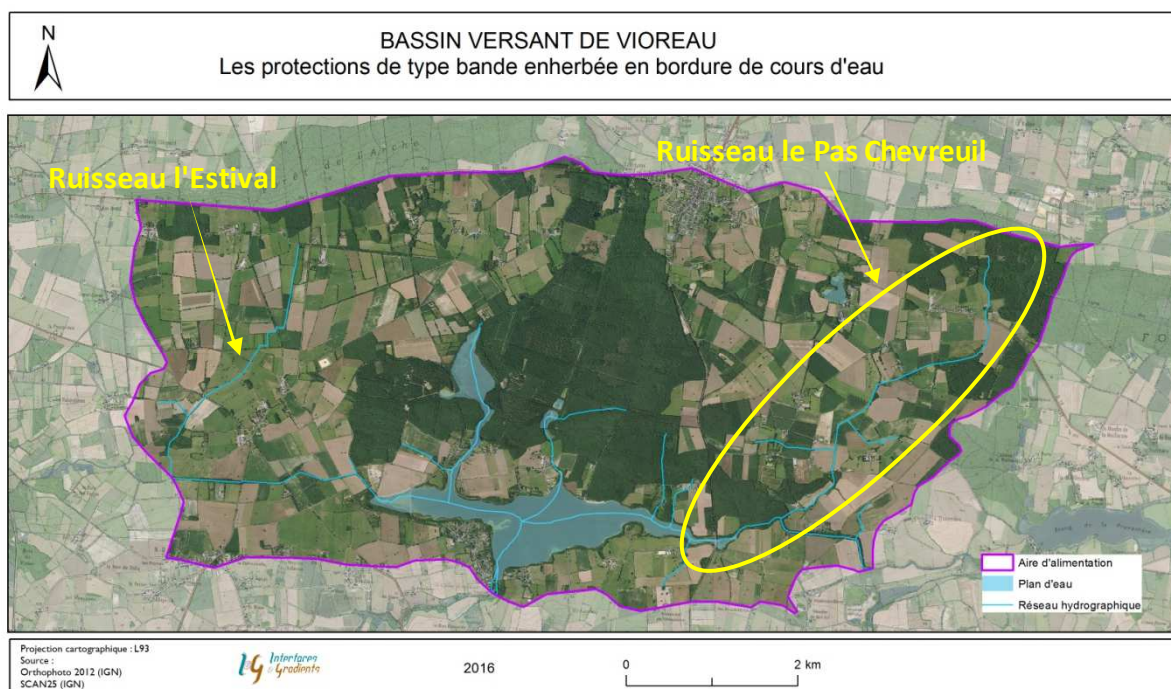 N
BASSIN VERSANT DE VIOREAU
Les protections de type bande enherbée en bordure de cours d'eau
de l'Arche
Ruisseau l'Estival
Ruisseau le Pas Chevreuil
Aire d'alimentation
Plan d'eau
Réseau hydrographique
Projection cartographique : L93
Source :
Orthophoto 2012 (IGN)
SCAN25 (IGN)
Interfaces
Gradients
2016
0
2 km